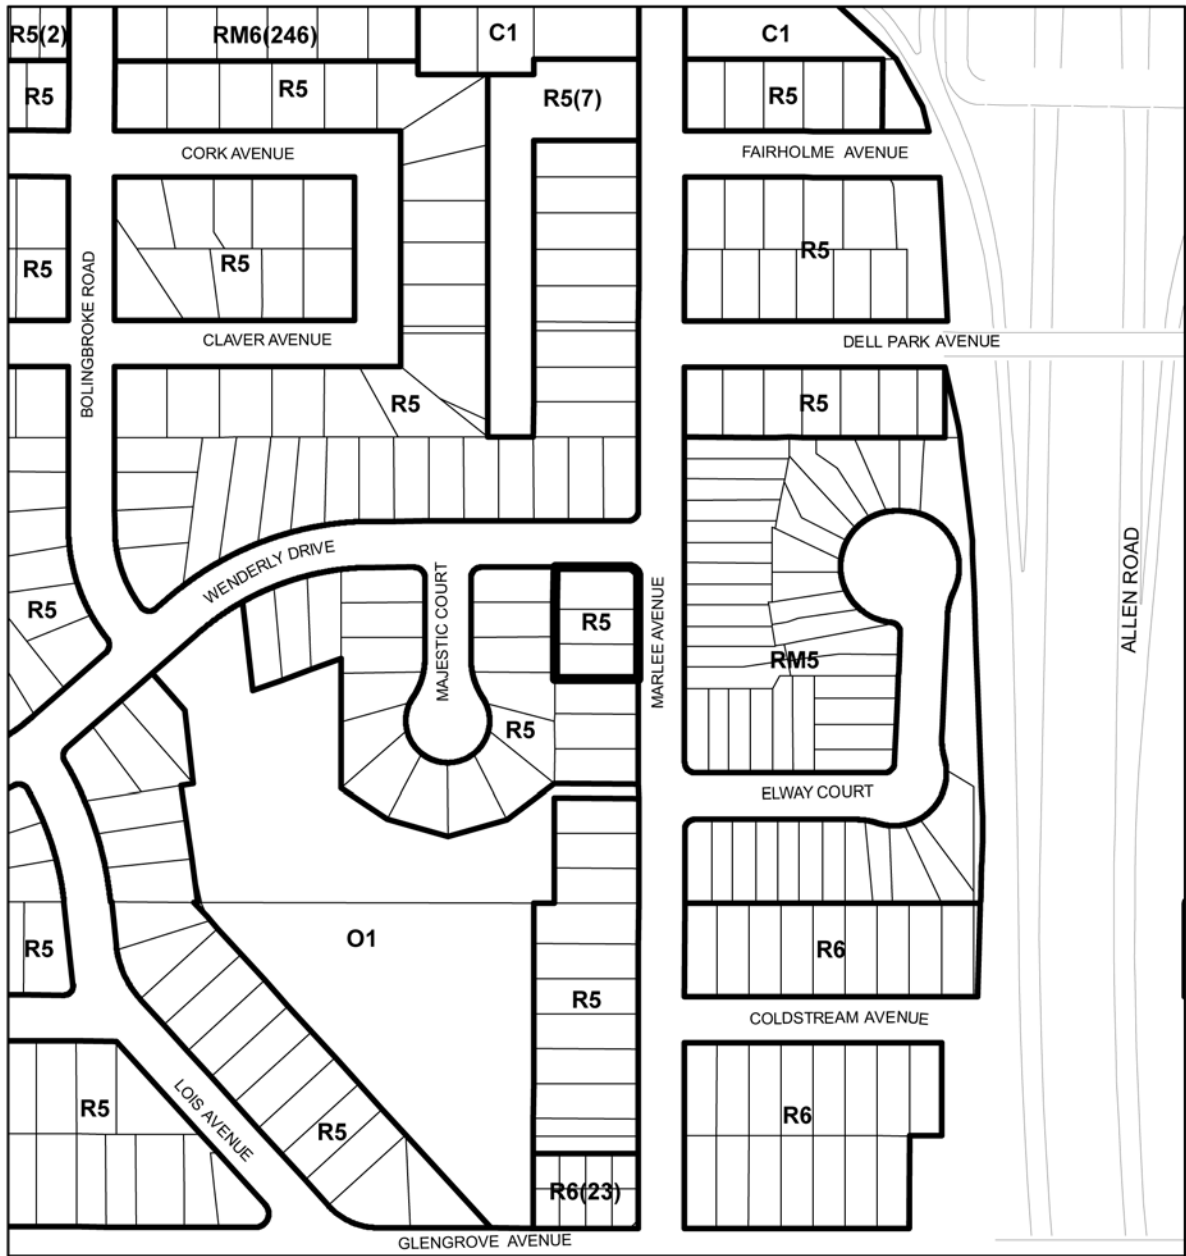 R5(2)
RM6(246)
C1
C1
R5
R5
R5(7)
R5
CORK AVENUE
FAIRHOLME AVENUE
R5
R5
R5
BOLINGBROKE ROAD
CLAVER AVENUE
DELL PARK AVENUE
R5
R5
WENDERLY DRIVE
ALLEN ROAD
R5
MAJESTIC COURT
R5
MARLEE AVENUE
RM5
R5
ELWAY COURT
R5
O1
R6
R5
COLDSTREAM AVENUE
R5
LOIS AVENUE
R5
R6
R6(23)
GLENGROVE AVENUE